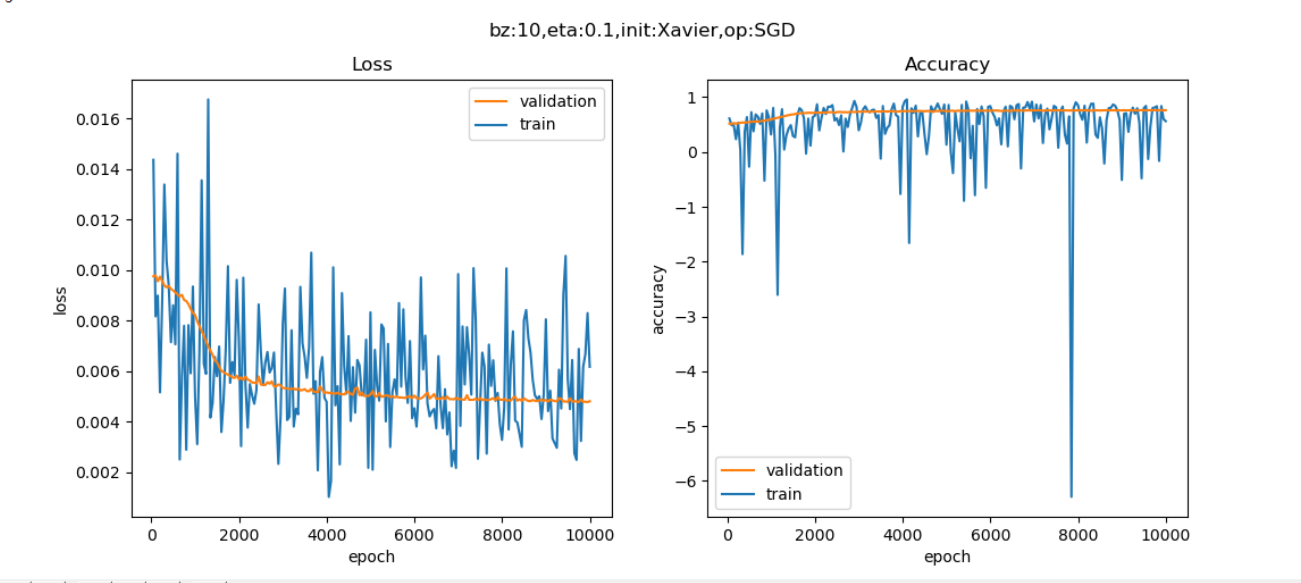 bz:10,eta:0.1,init:Xavier,op:SGD
Loss
validation
train
0.016
0.014
0.012
0.010
0.008
0.006
0.004
0.002
loss
0
2000
4000
6000
8000
10000
epoch
Accuracy
1
0
−1
−2
−3
−4
−5
−6
accuracy
validation
train
0
2000
4000
6000
8000
10000
epoch